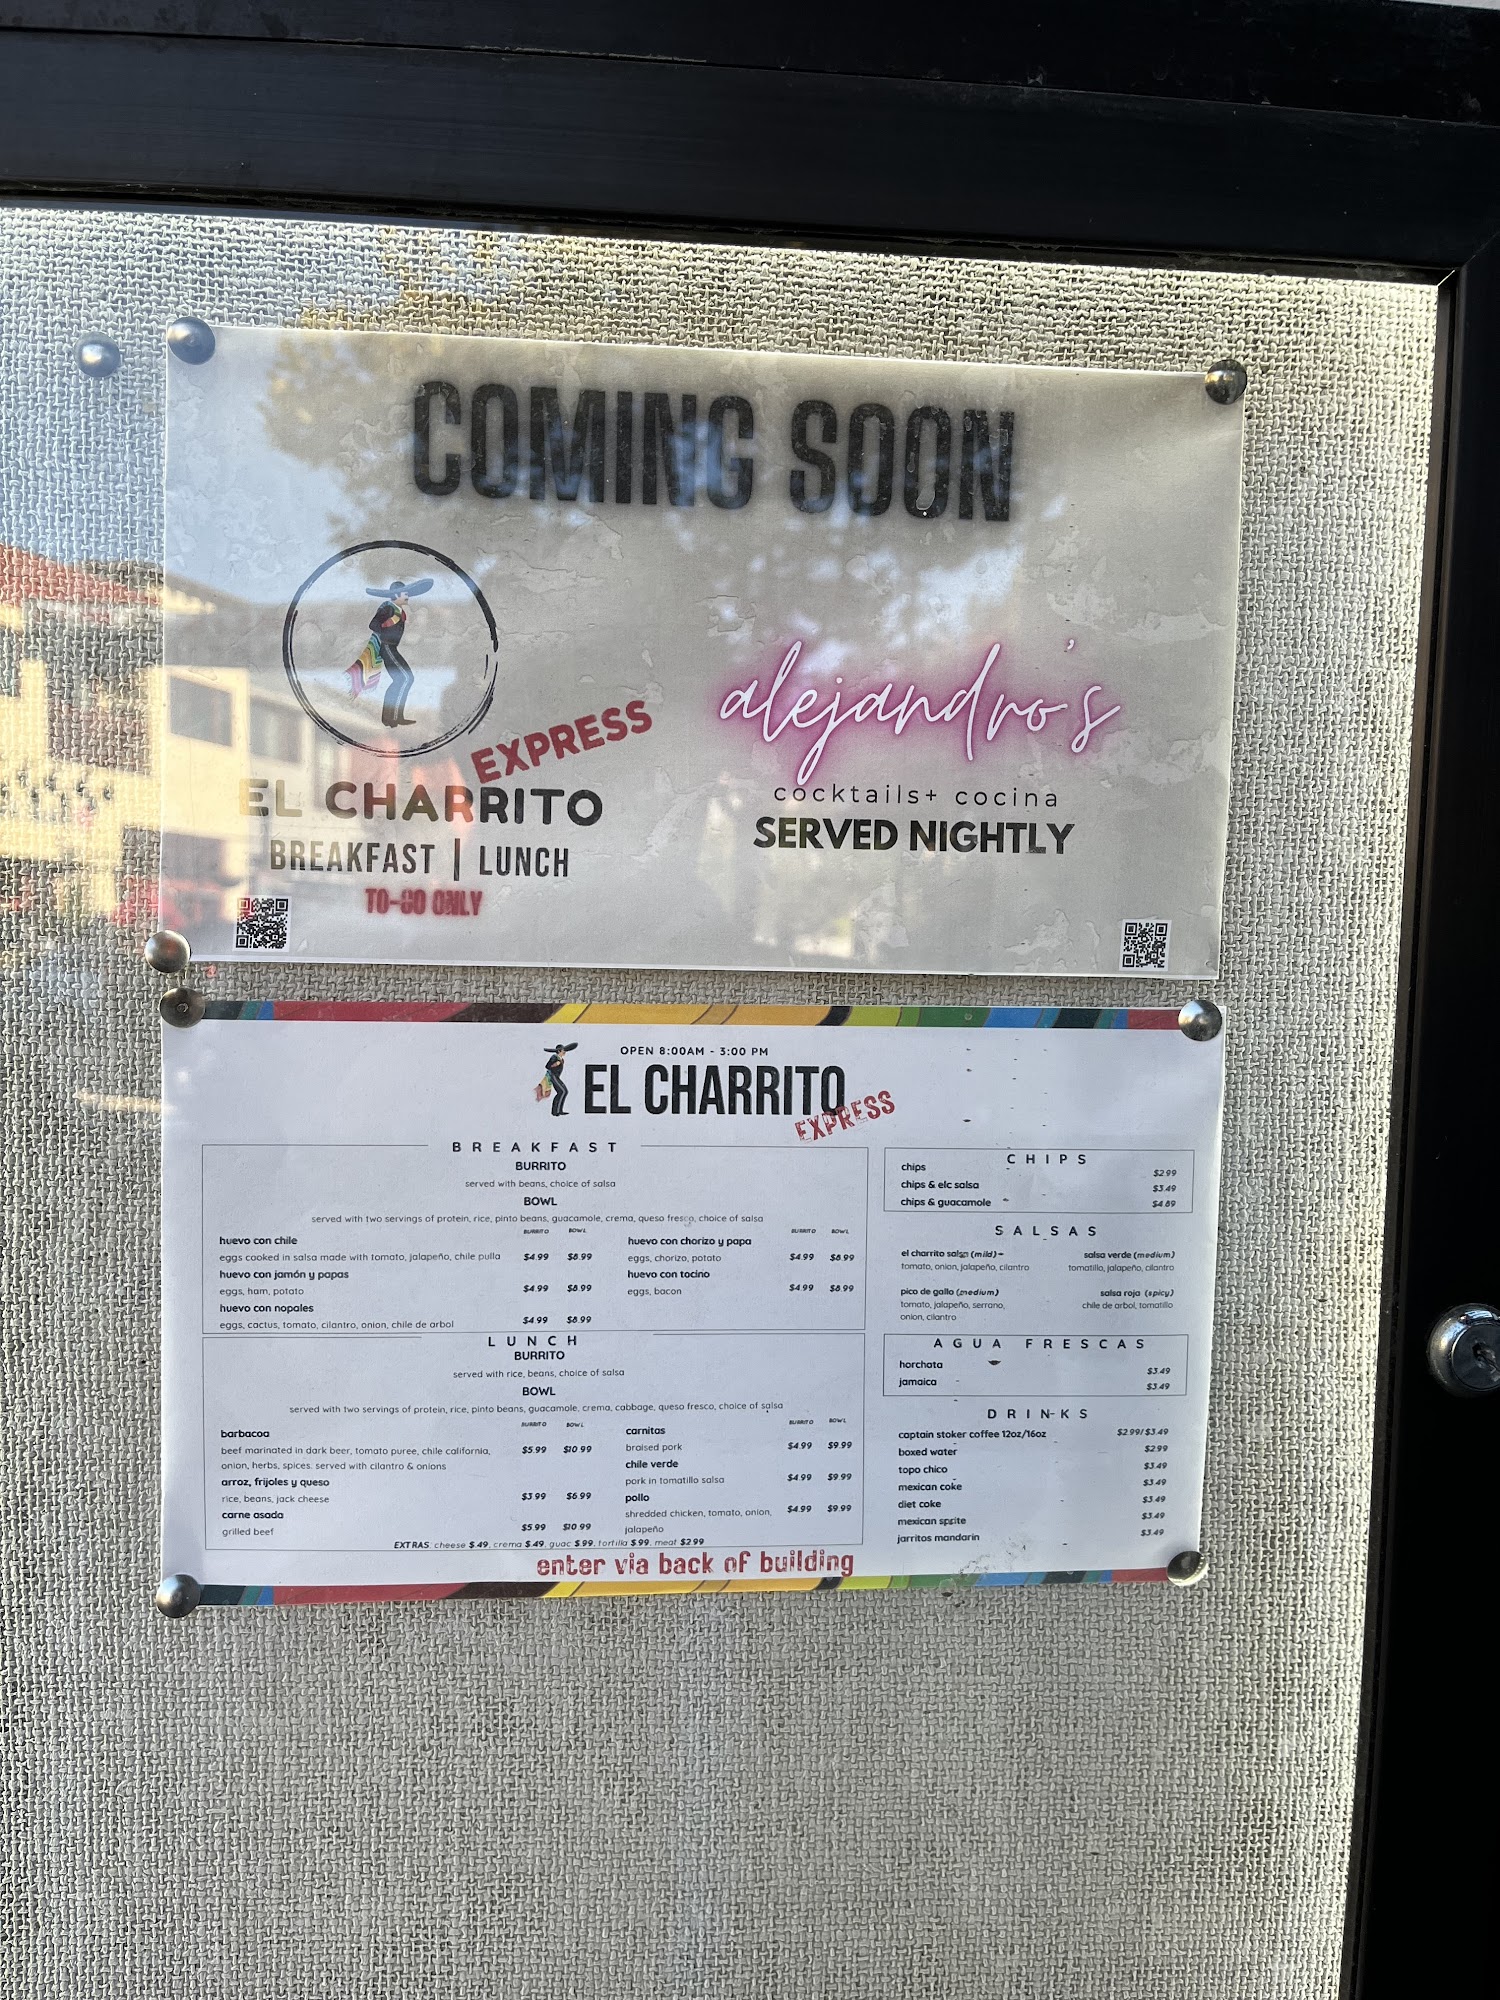 COMING SOON
EXPRESS
EL CHARRITO
BREAKFAST | LUNCH
TO-GO ONLY
alejandro's
cocktails+ cocina
SERVED NIGHTLY
OPEN 8:00AM - 3:00 PM
EL CHARRITO
EXPRESS
BREAKFAST
BURRITO
served with beans, choice of salsa
BOWL
served with two servings of protein, rice, pinto beans, guacamole, crema, queso fresco, choice of salsa
BURRITO BOWL
huevo con chile
eggs cooked in salsa made with tomato, jalapeño, chile pulla $4.99 $8.99
huevo con jamón y papas
eggs, ham, potato $4.99 $8.99
huevo con nopales
eggs, cactus, tomato, cilantro, onion, chile de arbol $4.99 $8.99
BURRITO BOWL
huevo con chorizo y papa
eggs, chorizo, potato $4.99 $8.99
huevo con tocino
eggs, bacon $4.99 $8.99
LUNCH
BURRITO
served with rice, beans, choice of salsa
BOWL
served with two servings of protein, rice, pinto beans, guacamole, crema, cabbage, queso fresco, choice of salsa
BURRITO BOWL
barbacoa
beef marinated in dark beer, tomato puree, chile california, $5.99 $10.99
onion, herbs, spices. served with cilantro & onions
arroz, frijoles y queso
rice, beans, jack cheese $3.99 $6.99
carne asada
grilled beef $5.99 $10.99
BURRITO BOWL
carnitas
braised pork $4.99 $9.99
chile verde
pork in tomatillo salsa $4.99 $9.99
pollo
shredded chicken, tomato, onion, $4.99 $9.99
jalapeño
EXTRAS: cheese $.49, crema $.49, guac $.99, tortilla $.99, meat $2.99
enter via back of building
CHIPS
chips $2.99
chips & elc salsa $3.49
chips & guacamole $4.89
SALSAS
el charrito salsa (mild)
tomato, onion, jalapeño, cilantro
salsa verde (medium)
tomatillo, jalapeño, cilantro
pico de gallo (medium)
tomato, jalapeño, serrano,
onion, cilantro
salsa roja (spicy)
chile de arbol, tomatillo
AGUA FRESCAS
horchata $3.49
jamaica $3.49
DRINKS
captain stoker coffee 12oz/16oz $2.99/$3.49
boxed water $2.99
topo chico $3.49
mexican coke $3.49
diet coke $3.49
mexican sprite $3.49
jarritos mandarin $3.49